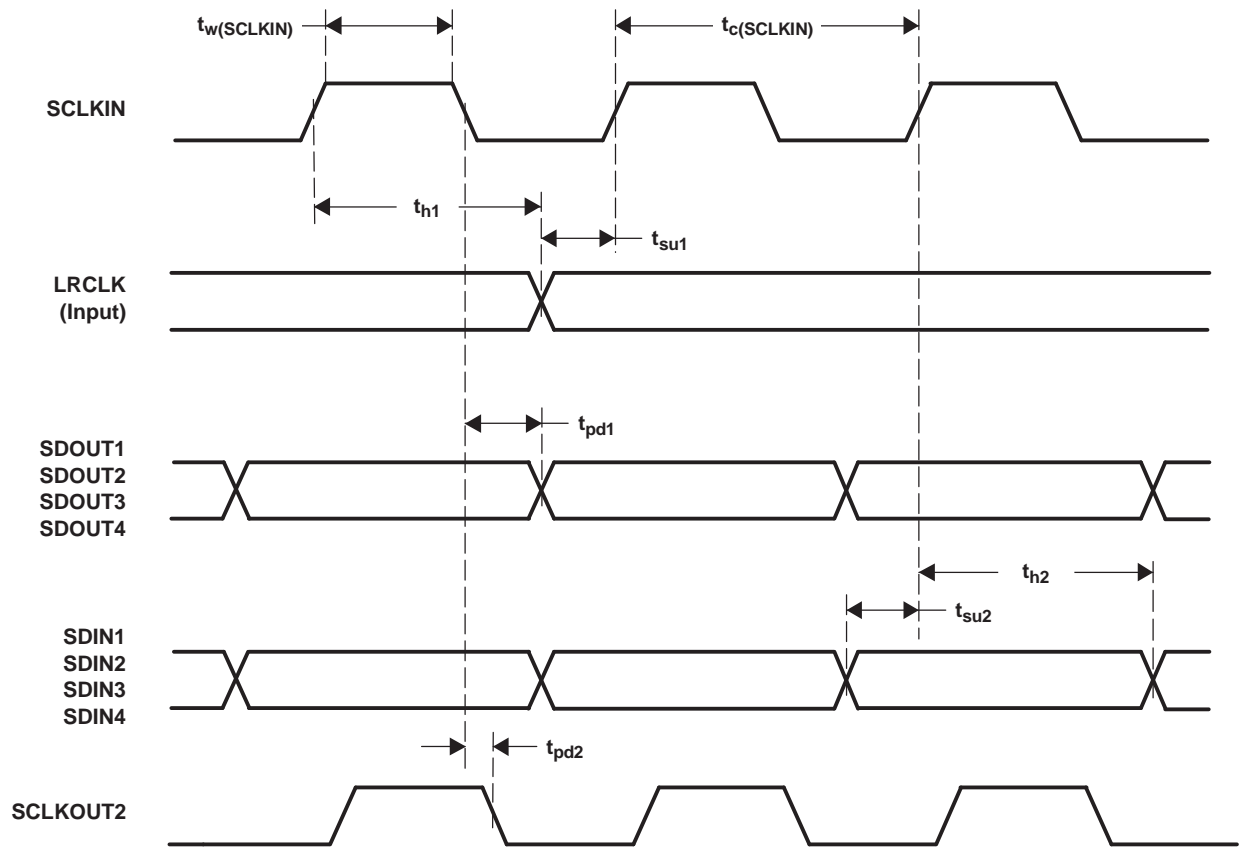 tw(SCLKIN)
tc(SCLKIN)
SCLKIN
th1
tsu1
LRCLK
(Input)
tpd1
SDOUT1
SDOUT2
SDOUT3
SDOUT4
th2
tsu2
SDIN1
SDIN2
SDIN3
SDIN4
tpd2
SCLKOUT2